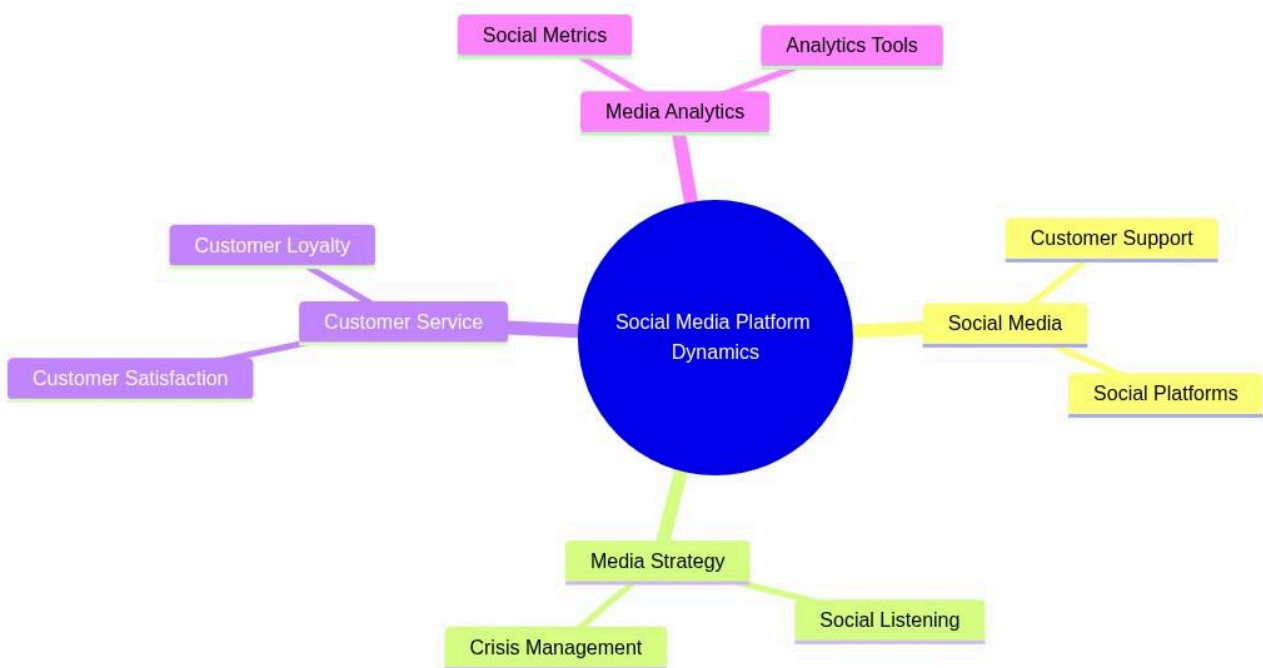 Social Metrics
Analytics Tools
Media Analytics
Customer Loyalty
Customer Service
Customer Satisfaction
Social Media Platform
Dynamics
Customer Support
Social Media
Social Platforms
Media Strategy
Social Listening
Crisis Management